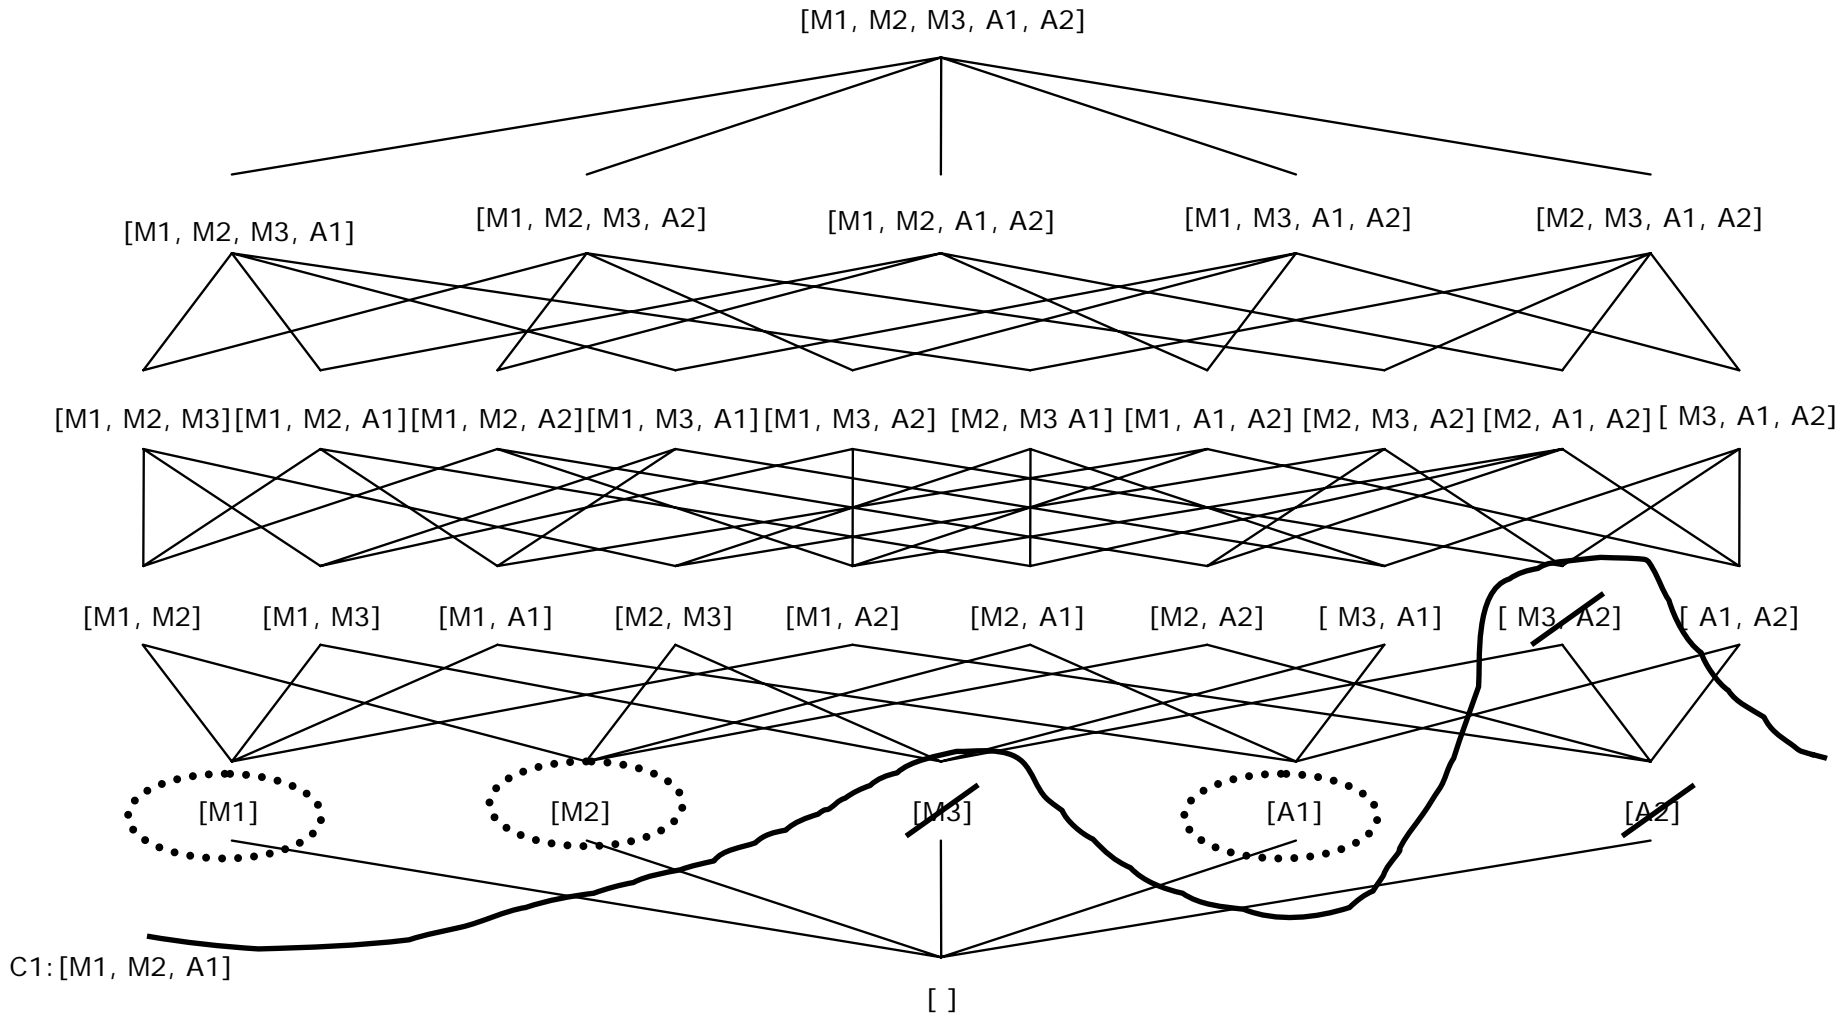 [M1, M2, M3, A1, A2]
[M1, M2, M3, A1] [M1, M2, M3, A2] [M1, M2, A1, A2] [M1, M3, A1, A2] [M2, M3, A1, A2]
[M1, M2, M3] [M1, M2, A1] [M1, M2, A2] [M1, M3, A1] [M1, M3, A2] [M2, M3 A1] [M1, A1, A2] [M2, M3, A2] [M2, A1, A2] [ M3, A1, A2]
[M1, M2] [M1, M3] [M1, A1] [M2, M3] [M1, A2] [M2, A1] [M2, A2] [ M3, A1] [ M3, A2] [ A1, A2]
[M1] [M2] [M3] [A1] [A2]
C1:[M1, M2, A1]
[ ]